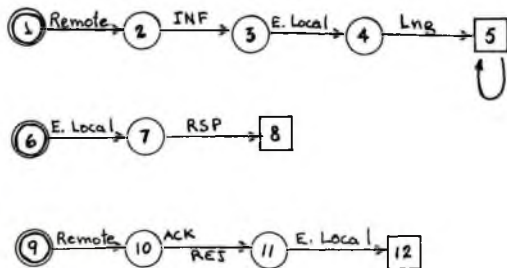 1 Remote 2 INF 3 E. Local 4 Lng 5
6 E. Local 7 RSP 8
9 Remote 10 ACK 11 E. Local 12
REJ